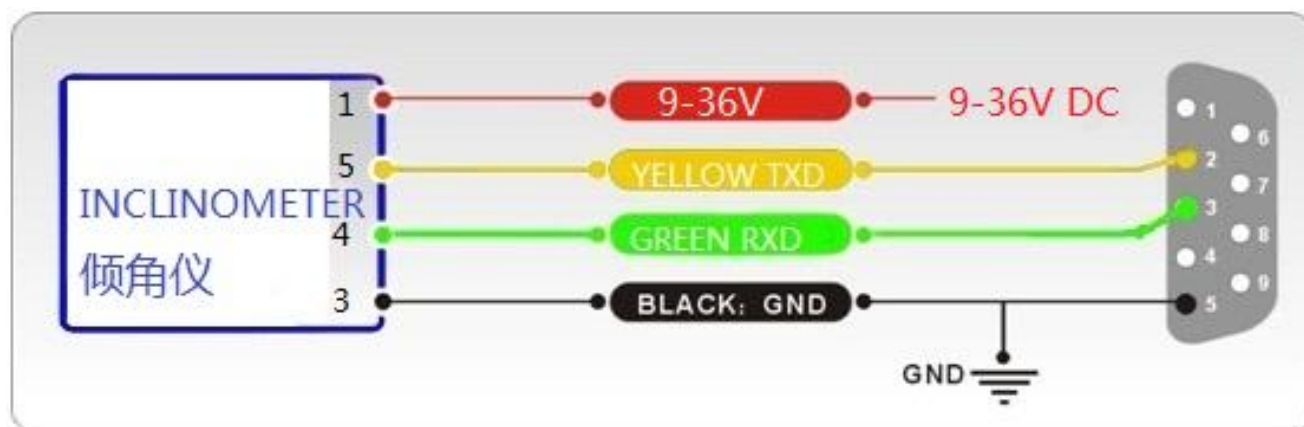 1 9-36V 9-36V DC
5 YELLOW TXD
INCLINOMETER
4 GREEN RXD
倾角仪
3 BLACK: GND
GND
1
6
2
7
3
8
4
9
5